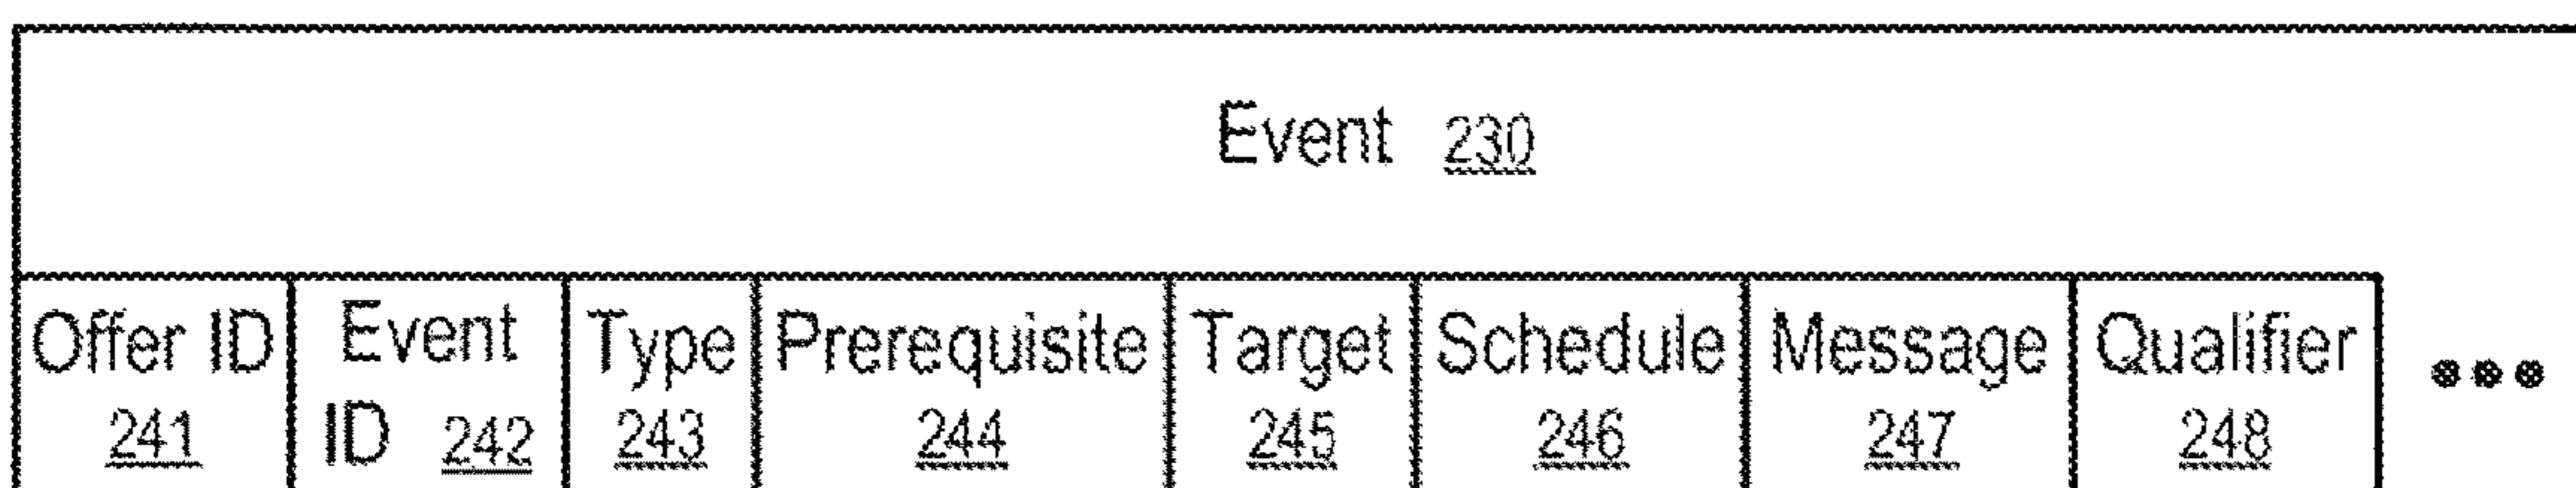 Event 230
Offer ID Event Type Prerequisite Target Schedule Message Qualifier •••
241 ID 242 243 244 245 246 247 248